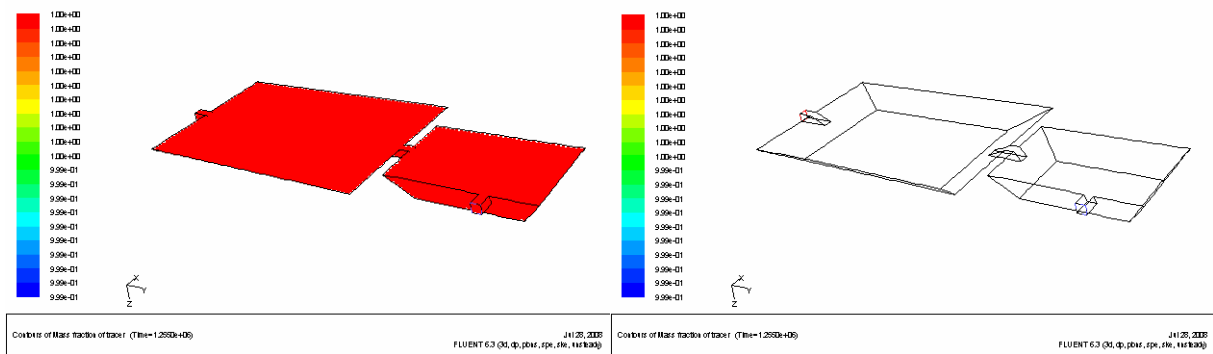 1.00e+00
1.00e+00
1.00e+00
1.00e+00
1.00e+00
1.00e+00
1.00e+00
1.00e+00
1.00e+00
1.00e+00
1.00e+00
9.99e-01
9.99e-01
9.99e-01
9.99e-01
9.99e-01
9.99e-01
9.99e-01
9.99e-01
9.99e-01
9.99e-01
X
Y
Z
Contours of Mass fraction of tracer (Time=1.2550e+06)
Jul 28, 2008
FLUENT 6.3 (3d, dp, pbns, spe, ske, unsteady)
1.00e+00
1.00e+00
1.00e+00
1.00e+00
1.00e+00
1.00e+00
1.00e+00
1.00e+00
1.00e+00
1.00e+00
1.00e+00
9.99e-01
9.99e-01
9.99e-01
9.99e-01
9.99e-01
9.99e-01
9.99e-01
9.99e-01
9.99e-01
9.99e-01
X
Y
Z
Contours of Mass fraction of tracer (Time=1.2550e+06)
Jul 28, 2008
FLUENT 6.3 (3d, dp, pbns, spe, ske, unsteady)